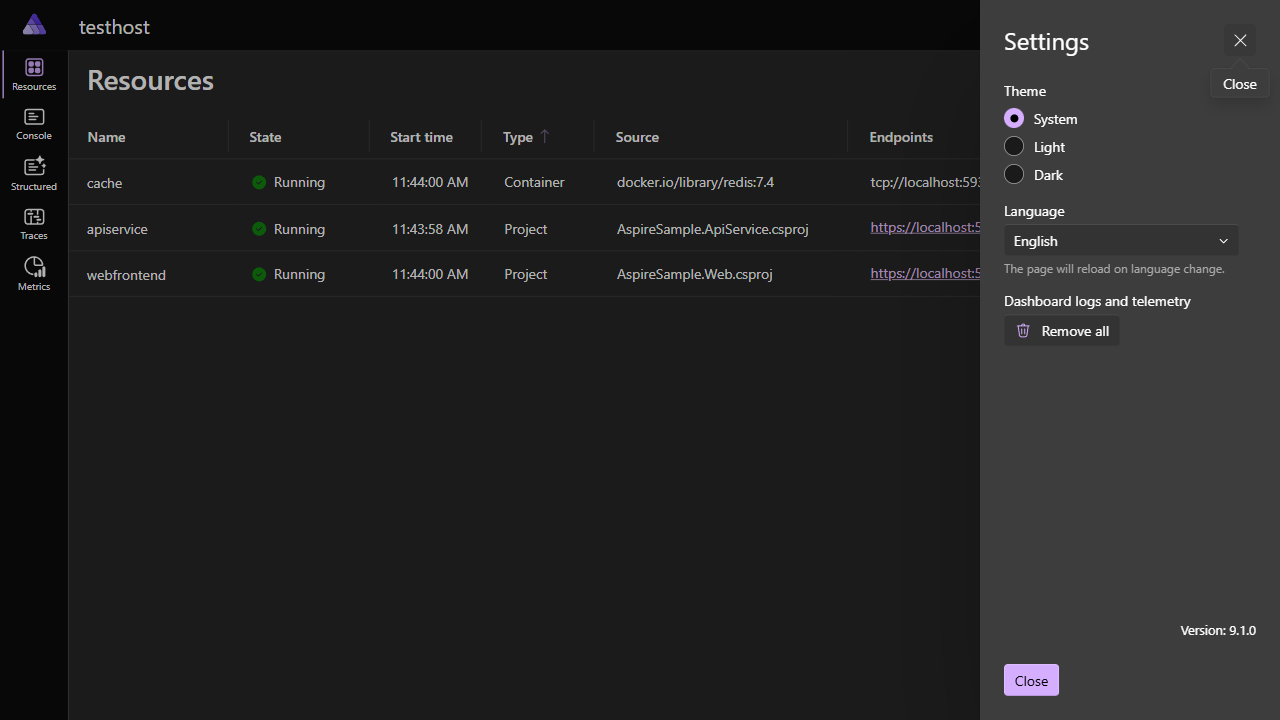 testhost
Resources
Console
Structured
Traces
Metrics
Resources
Name State Start time Type Source Endpoints
cache Running 11:44:00 AM Container docker.io/library/redis:7.4 tcp://localhost:593
apiservice Running 11:43:58 AM Project AspireSample.ApiService.csproj https://localhost:5
webfrontend Running 11:44:00 AM Project AspireSample.Web.csproj https://localhost:5
Settings
Close
Theme
System
Light
Dark
Language
English
The page will reload on language change.
Dashboard logs and telemetry
Remove all
Version: 9.1.0
Close